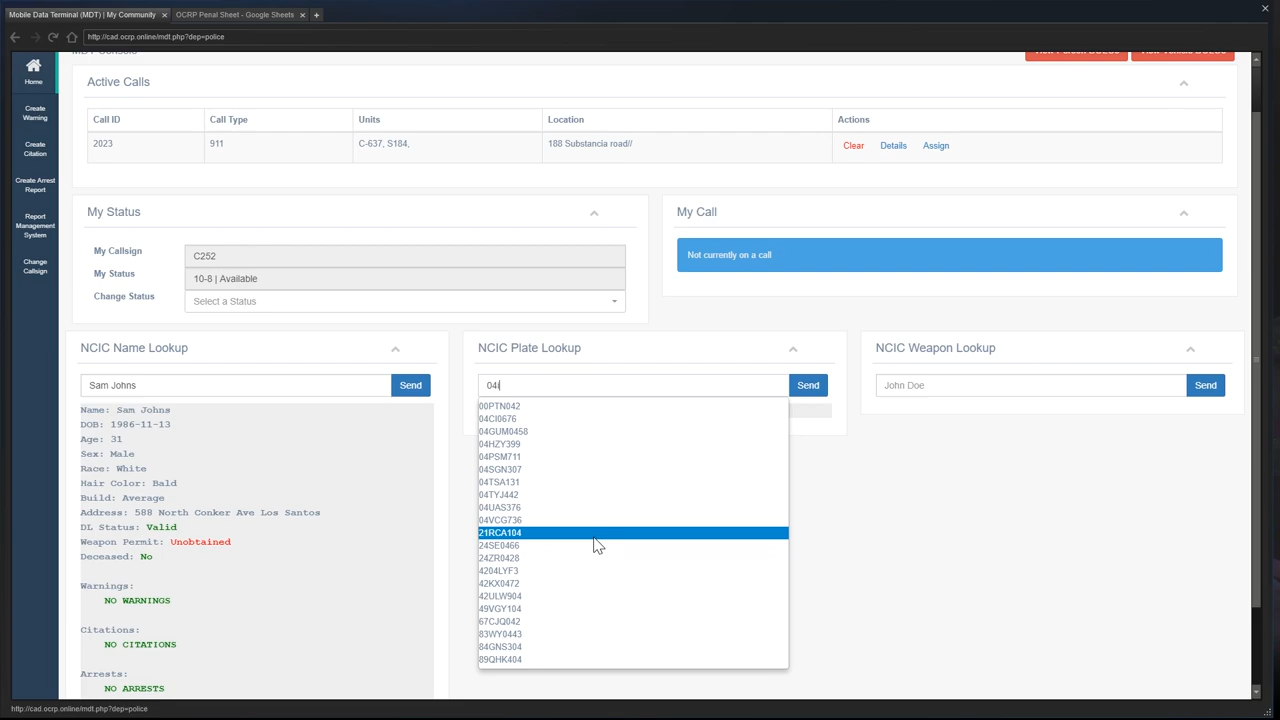 Mobile Data Terminal (MDT) | My Community ×
OCRP Penal Sheet - Google Sheets ×
http://cad.ocrp.online/mdt.php?dep=police
Home
Create
Warning
Create
Citation
Create Arrest
Report
Report
Management
System
Change
Callsign
Active Calls
Call ID Call Type Units Location Actions
2023 911 C-637, S184, 188 Substancia road// Clear Details Assign
My Status
My Callsign C252
My Status 10-8 | Available
Change Status Select a Status
My Call
Not currently on a call
NCIC Name Lookup
Sam Johns Send
Name: Sam Johns
DOB: 1986-11-13
Age: 31
Sex: Male
Race: White
Hair Color: Bald
Build: Average
Address: 588 North Conker Ave Los Santos
DL Status: Valid
Weapon Permit: Unobtained
Deceased: No
Warnings:
NO WARNINGS
Citations:
NO CITATIONS
Arrests:
NO ARRESTS
NCIC Plate Lookup
04 Send
00PTN042
04CI0676
04GUM0458
04HZY399
04PSM711
04SGN307
04TSA131
04TYJ442
04UAS376
04VCG736
21RCA104
24SE0466
24ZR0428
4204LYF3
42KX0472
42ULW904
49VGY104
67CJQ042
83WY0443
84GNS304
89QHK404
NCIC Weapon Lookup
John Doe Send
http://cad.ocrp.online/mdt.php?dep=police